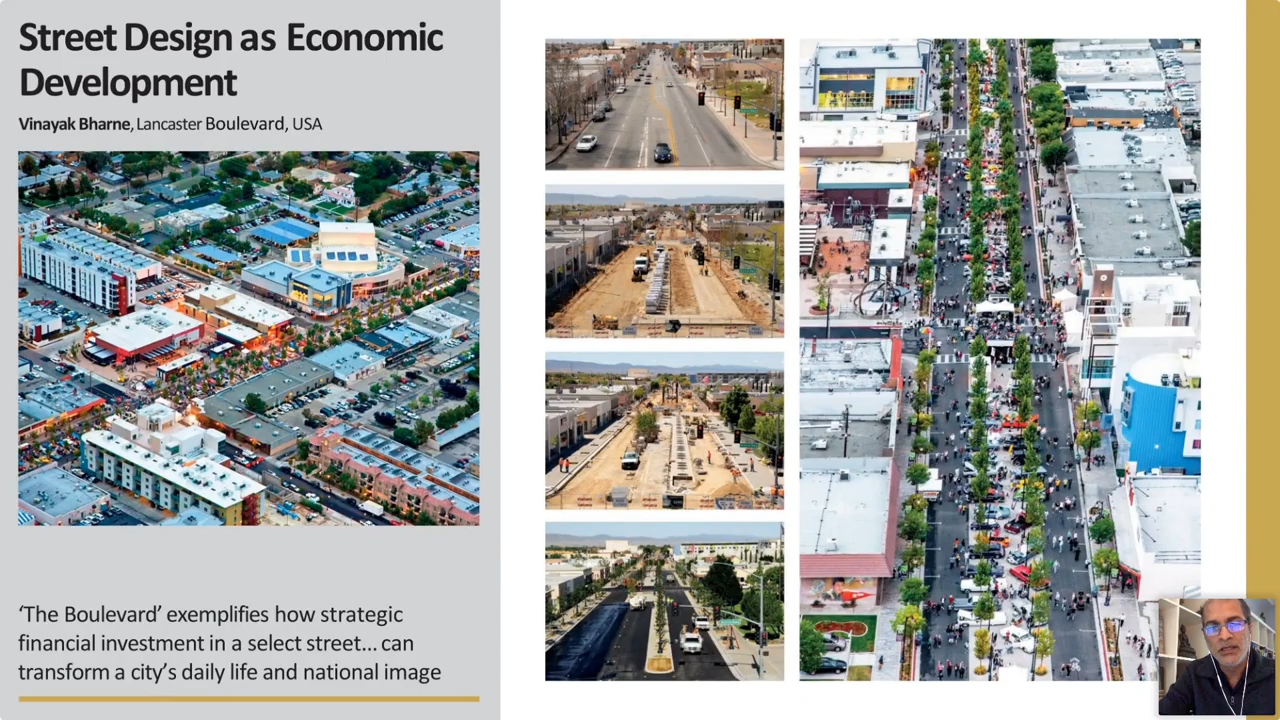 Street Design as Economic
Development
Vinayak Bharne, Lancaster Boulevard, USA
‘The Boulevard’ exemplifies how strategic
financial investment in a select street... can
transform a city’s daily life and national image